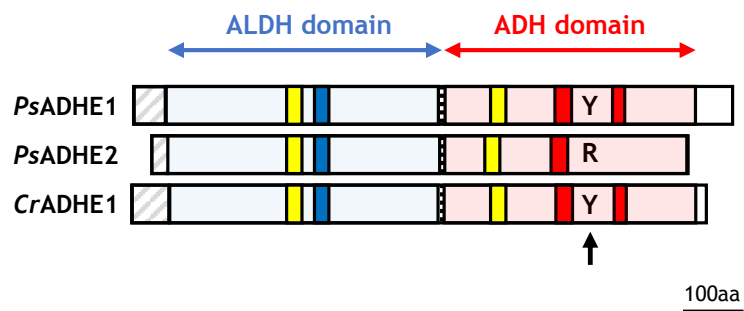 ALDH domain ADH domain
PsADHE1 Y
PsADHE2 R
CrADHE1 Y
100aa